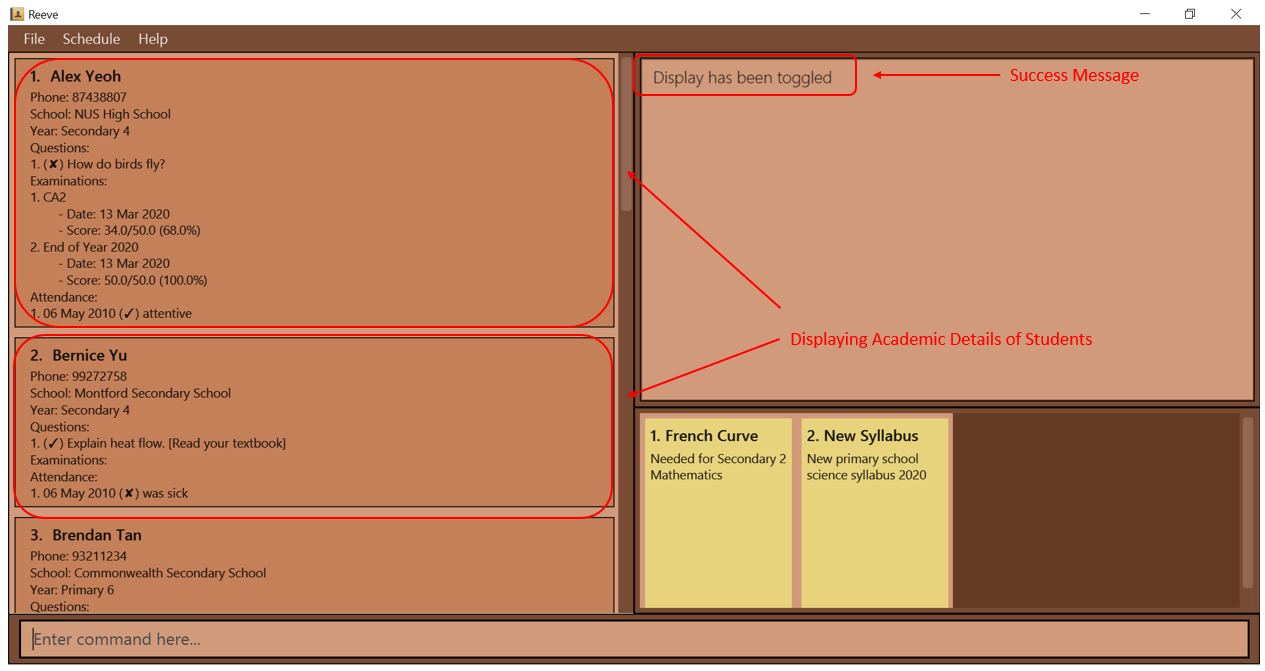 Reeve
File Schedule Help
1. Alex Yeoh
Phone: 87438807
School: NUS High School
Year: Secondary 4
Questions:
1. (✘) How do birds fly?
Examinations:
1. CA2
- Date: 13 Mar 2020
- Score: 34.0/50.0 (68.0%)
2. End of Year 2020
- Date: 13 Mar 2020
- Score: 50.0/50.0 (100.0%)
Attendance:
1. 06 May 2010 (✓) attentive
2. Bernice Yu
Phone: 99272758
School: Montford Secondary School
Year: Secondary 4
Questions:
1. (✓) Explain heat flow. [Read your textbook]
Examinations:
Attendance:
1. 06 May 2010 (✘) was sick
3. Brendan Tan
Phone: 93211234
School: Commonwealth Secondary School
Year: Primary 6
Questions:
Display has been toggled
Success Message
Displaying Academic Details of Students
1. French Curve
Needed for Secondary 2
Mathematics
2. New Syllabus
New primary school
science syllabus 2020
Enter command here...